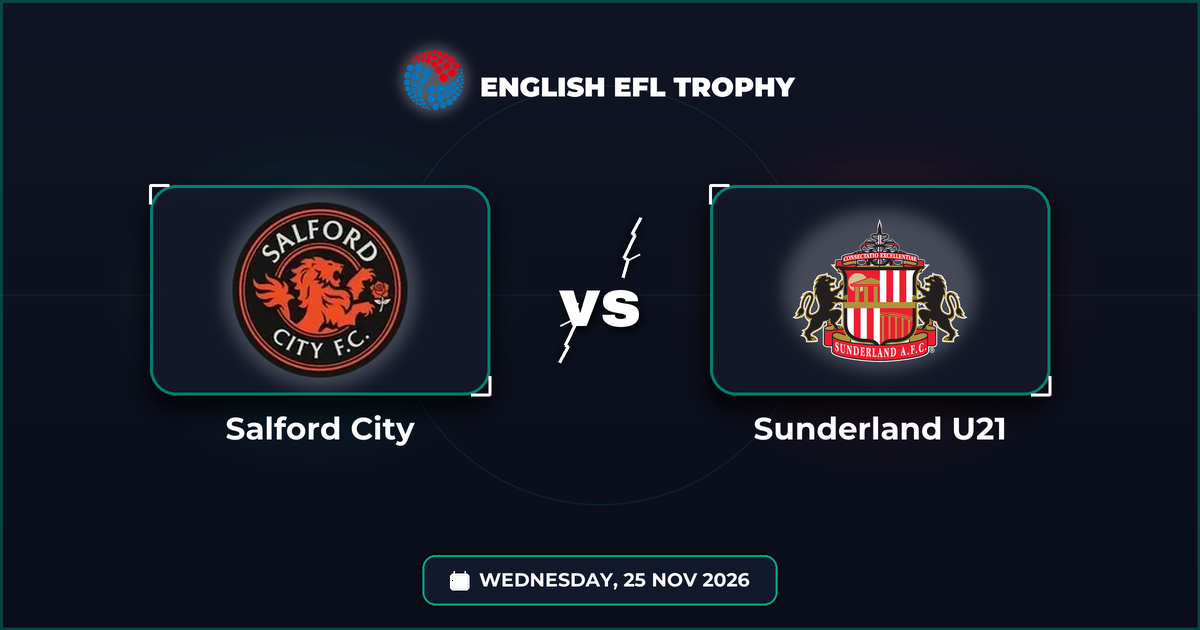 ENGLISH EFL TROPHY
SALFORD
CITY F.C.
VS
CONSECTATIO EXCELLENTIAE
SUNDERLAND A.F.C.
®
Salford City
Sunderland U21
WEDNESDAY, 25 NOV 2026